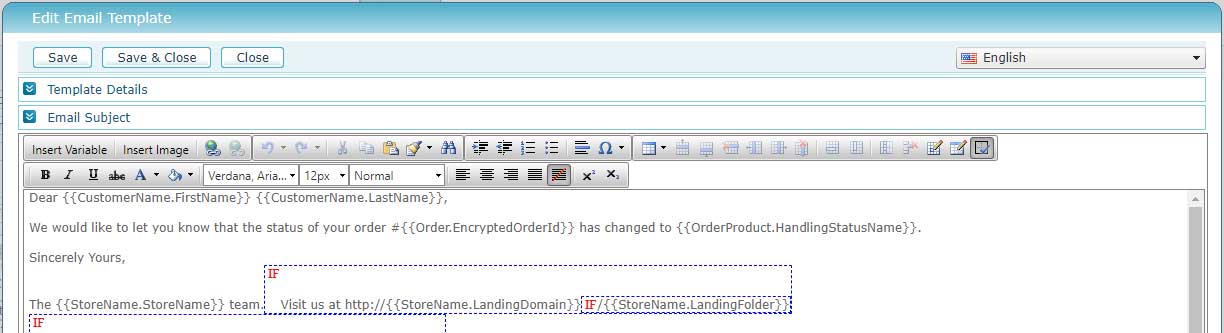 Edit Email Template
Save Save & Close Close English
Template Details
Email Subject
Insert Variable Insert Image
B I U abc A Verdana, Aria... 12px Normal x² x₂
Dear {{CustomerName.FirstName}} {{CustomerName.LastName}},
We would like to let you know that the status of your order #{{Order.EncryptedOrderId}} has changed to {{OrderProduct.HandlingStatusName}}.
Sincerely Yours,
IF
The {{StoreName.StoreName}} team. Visit us at http://{{StoreName.LandingDomain}} IF/{{StoreName.LandingFolder}}
IF